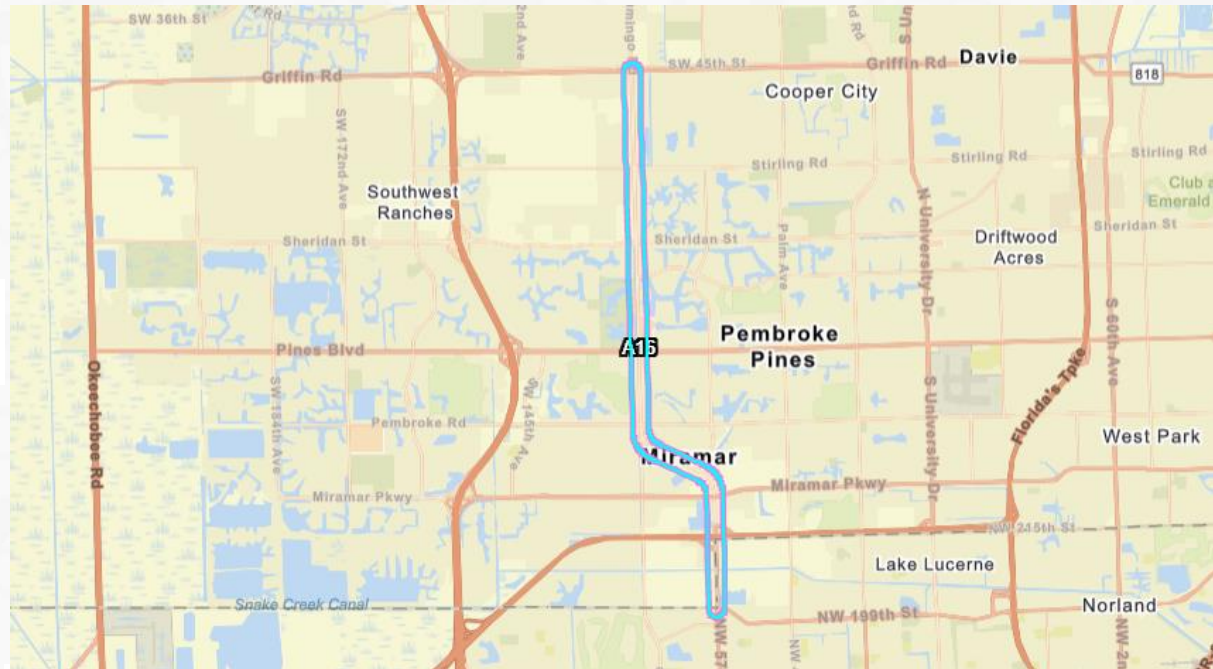 SW 36th St
Griffin Rd
SW 45th St
Griffin Rd
Davie
818
Cooper City
SW 172nd Ave
Stirling Rd
Stirling Rd
Stirling Rd
Southwest
Ranches
Club a
Emerald
N University Dr
Sheridan St
Sheridan St
Palm Ave
Driftwood
Acres
S 60th Ave
Pines Blvd
A16
Pembroke
Pines
Okeechobee Rd
SW 184th Ave
Pembroke Rd
SW 145th Ave
S University Dr
Florida's Tpke
West Park
Miramar
Miramar Pkwy
Miramar Pkwy
NW 215th St
Lake Lucerne
Snake Creek Canal
NW 199th St
Norland
NW 57